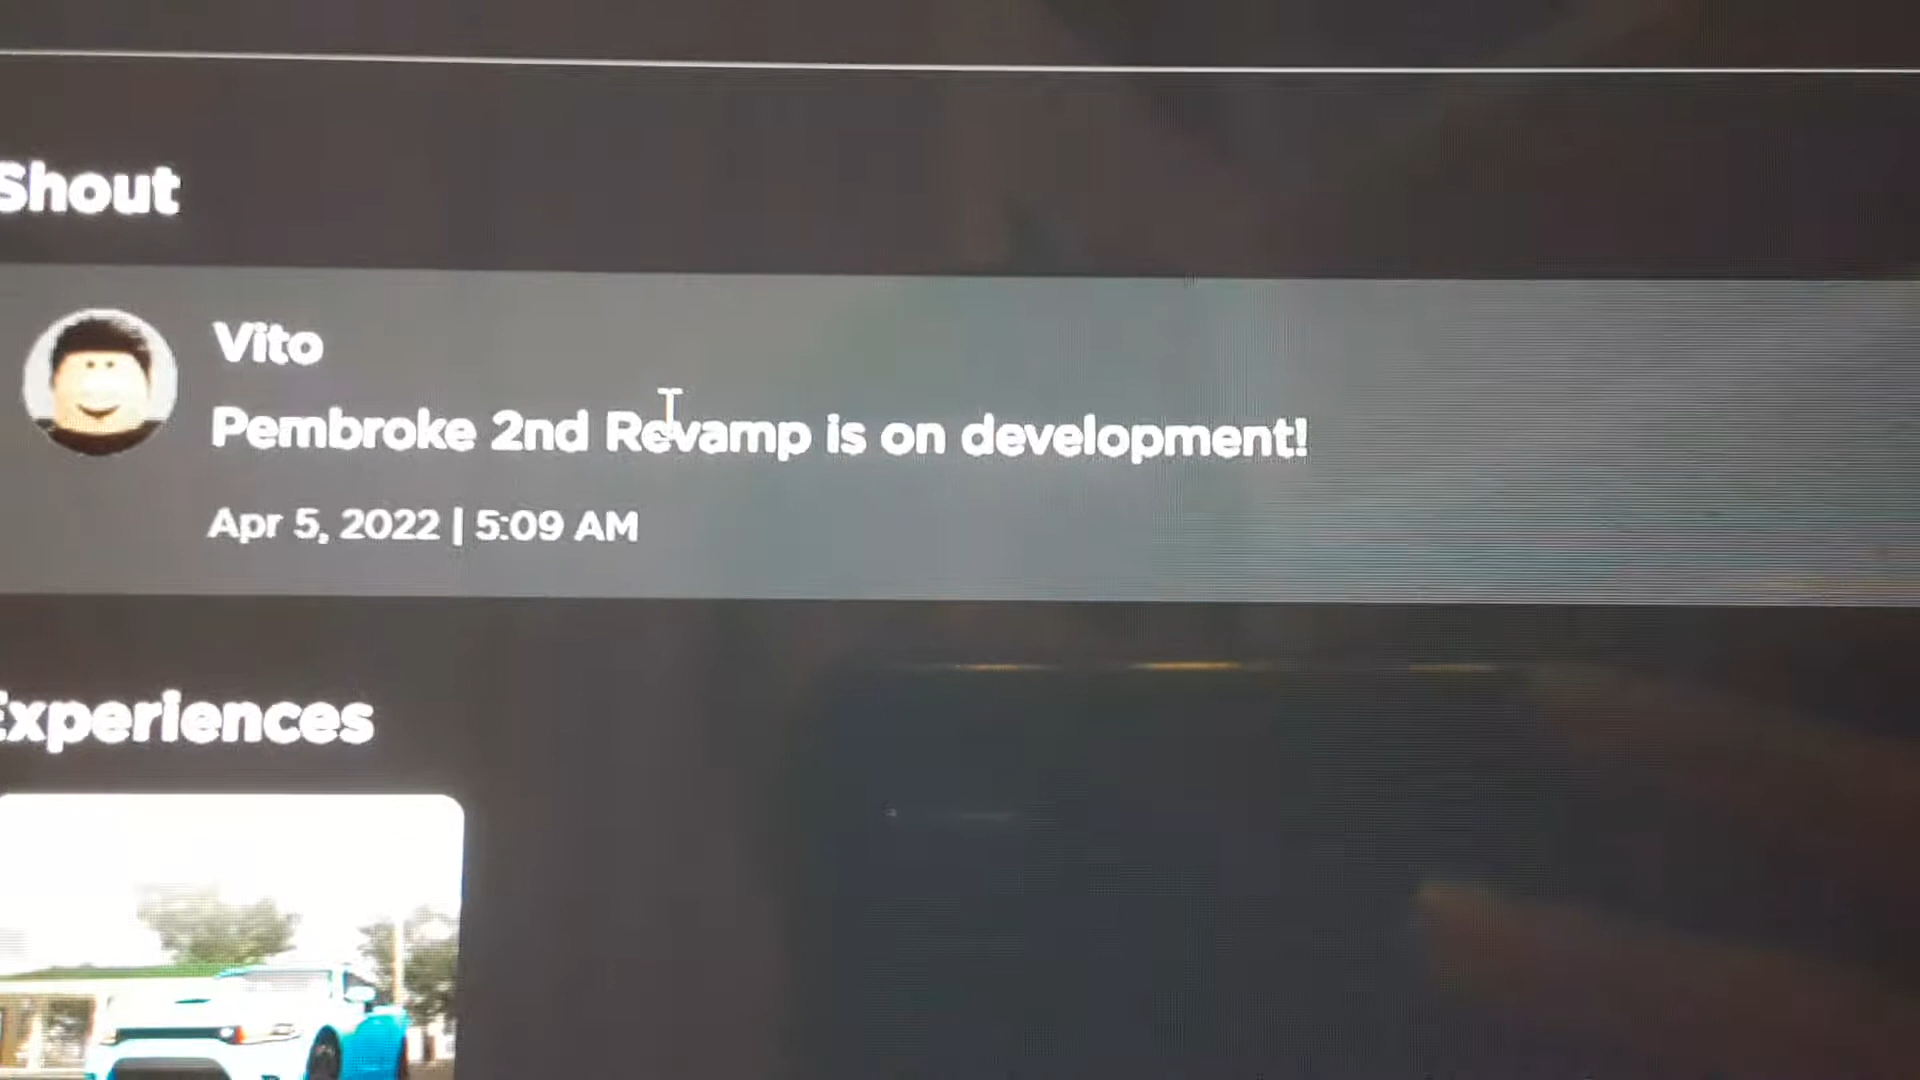 Shout
Vito
Pembroke 2nd Revamp is on development!
Apr 5, 2022 | 5:09 AM
Experiences